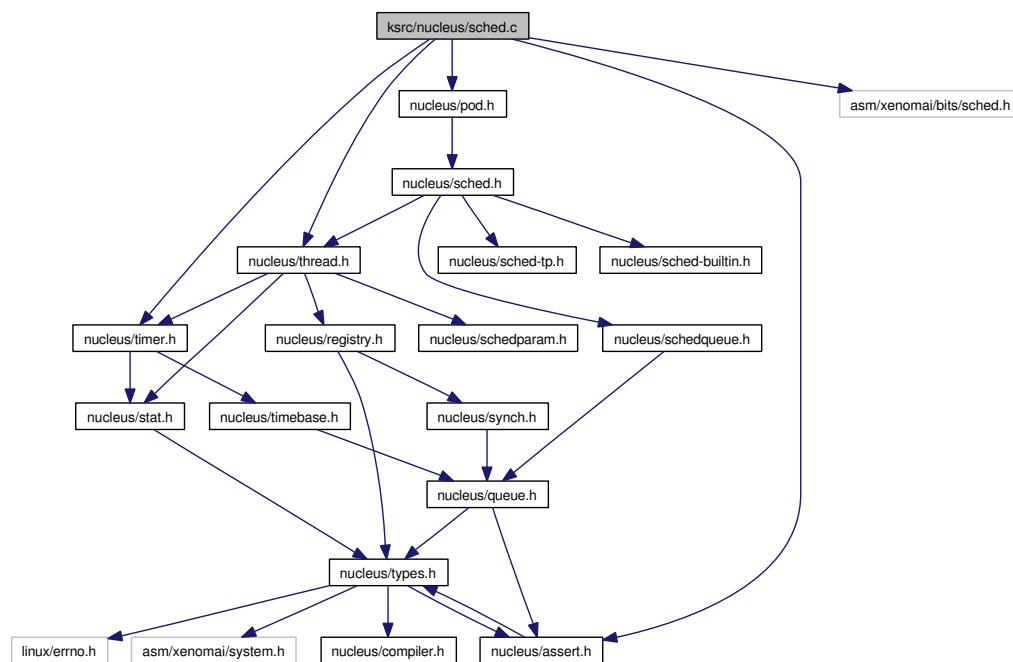 ksrc/nucleus/sched.c
nucleus/pod.h
asm/xenomai/bits/sched.h
nucleus/sched.h
nucleus/thread.h
nucleus/sched-tp.h
nucleus/sched-builtin.h
nucleus/timer.h
nucleus/registry.h
nucleus/schedparam.h
nucleus/schedqueue.h
nucleus/stat.h
nucleus/timebase.h
nucleus/synch.h
nucleus/queue.h
nucleus/types.h
linux/errno.h
asm/xenomai/system.h
nucleus/compiler.h
nucleus/assert.h